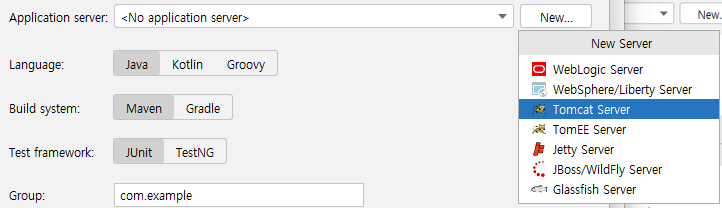 Application server: <No application server> New... New...
New Server
Language: Java Kotlin Groovy
WebLogic Server
WebSphere/Liberty Server
Build system: Maven Gradle
Tomcat Server
TomEE Server
Test framework: JUnit TestNG
Jetty Server
JBoss/WildFly Server
Group: com.example
Glassfish Server